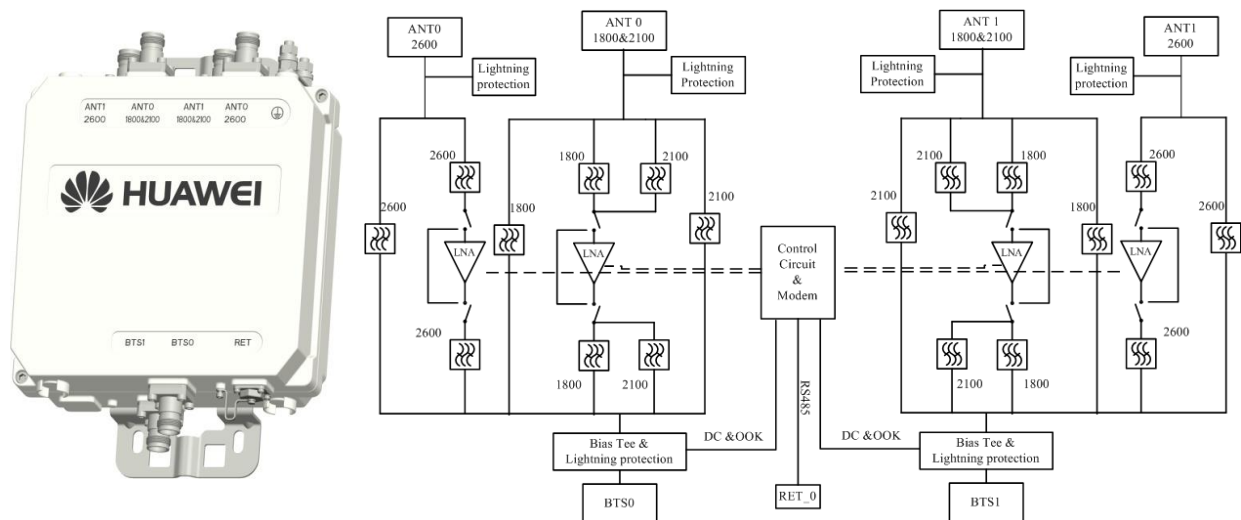 ANT1
2600
ANT0
1800&2100
ANT1
1800&2100
ANT0
2600
HUAWEI
BTS1 BTS0 RET
ANT0
2600
ANT 0
1800&2100
ANT 1
1800&2100
ANT1
2600
Lightning
protection
Lightning
Protection
Lightning
Protection
Lightning
protection
2600
1800
2100
2100
1800
2600
2600
1800
2100
2100
1800
2600
LNA
LNA
Control
Circuit
&
Modem
LNA
LNA
2600
1800
2100
2100
1800
2600
RS485
Bias Tee &
Lightning protection
DC &OOK
DC &OOK
Bias Tee &
Lightning protection
BTS0
RET_0
BTS1